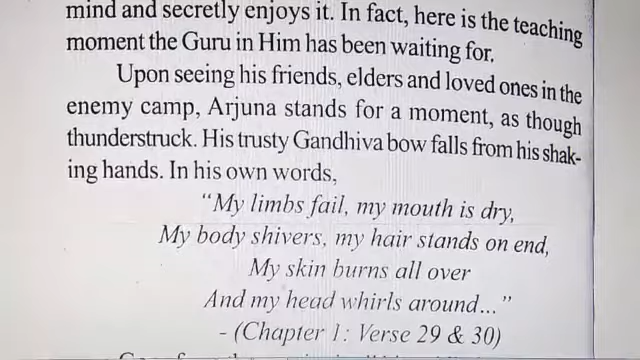 mind and secretly enjoys it. In fact, here is the teaching
moment the Guru in Him has been waiting for.
Upon seeing his friends, elders and loved ones in the
enemy camp, Arjuna stands for a moment, as though
thunderstruck. His trusty Gandhiva bow falls from his shak-
ing hands. In his own words,
“My limbs fail, my mouth is dry,
My body shivers, my hair stands on end,
My skin burns all over
And my head whirls around...”
- (Chapter 1: Verse 29 & 30)